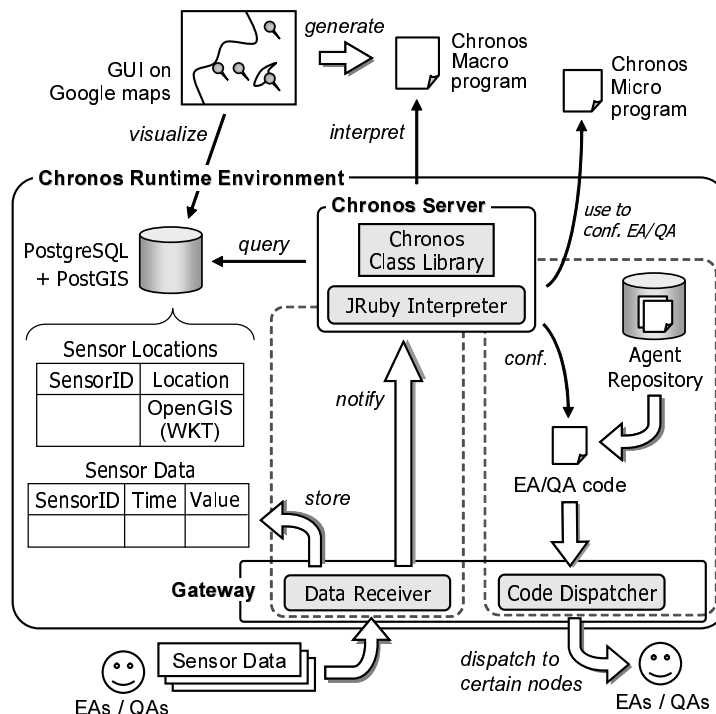 generate
GUI on
Google maps
Chronos
Macro
program
Chronos
Micro
program
visualize
interpret
Chronos Runtime Environment
Chronos Server
use to
conf. EA/QA
PostgreSQL
+ PostGIS
query
Chronos
Class Library
JRuby Interpreter
Sensor Locations
SensorID
Location
OpenGIS
(WKT)
notify
conf.
Agent
Repository
Sensor Data
SensorID
Time
Value
store
EA/QA code
Gateway
Data Receiver
Code Dispatcher
Sensor Data
EAs / QAs
dispatch to
certain nodes
EAs / QAs